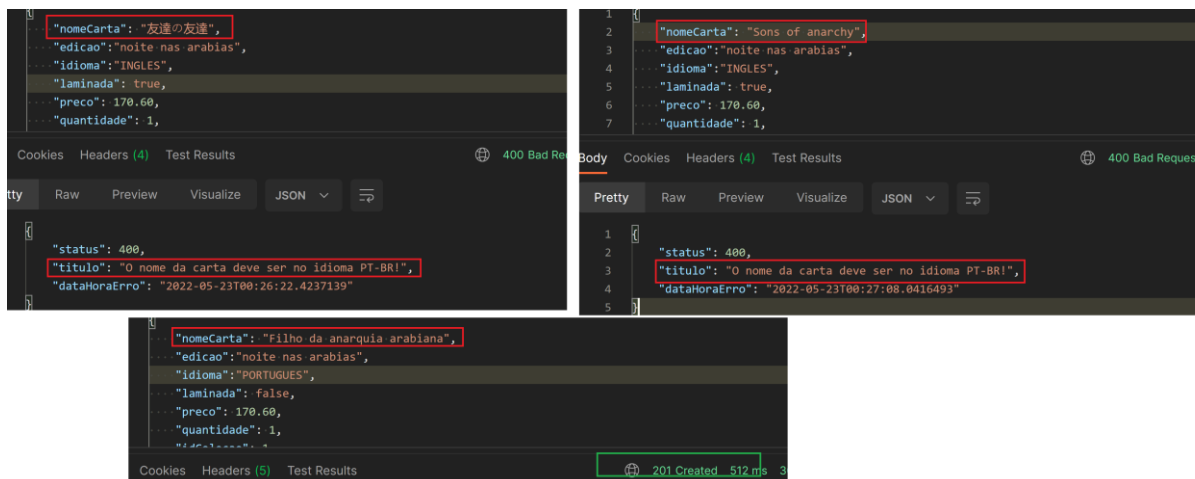 {
"nomeCarta": "友達の友達",
"edicao":"noite nas arabias",
"idioma":"INGLES",
"laminada": true,
"preco": 170.60,
"quantidade": 1,
Cookies Headers (4) Test Results 400 Bad Req
tty Raw Preview Visualize JSON
{
"status": 400,
"titulo": "O nome da carta deve ser no idioma PT-BR!",
"dataHoraErro": "2022-05-23T00:26:22.4237139"
}
1 {
2 "nomeCarta": "Sons of anarchy",
3 "edicao":"noite nas arabias",
4 "idioma":"INGLES",
5 "laminada": true,
6 "preco": 170.60,
7 "quantidade": 1,
Body Cookies Headers (4) Test Results 400 Bad Reques
Pretty Raw Preview Visualize JSON
1 {
2 "status": 400,
3 "titulo": "O nome da carta deve ser no idioma PT-BR!",
4 "dataHoraErro": "2022-05-23T00:27:08.0416493"
5 }
{
"nomeCarta": "Filho da anarquia arabiana",
"edicao":"noite nas arabias",
"idioma":"PORTUGUES",
"laminada": false,
"preco": 170.60,
"quantidade": 1,
Cookies Headers (5) Test Results 201 Created 512 ms 3